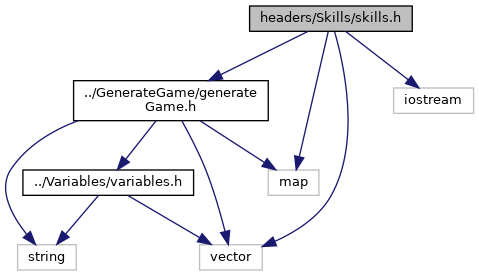 headers/Skills/skills.h
../GenerateGame/generate
Game.h
iostream
../Variables/variables.h
map
string
vector